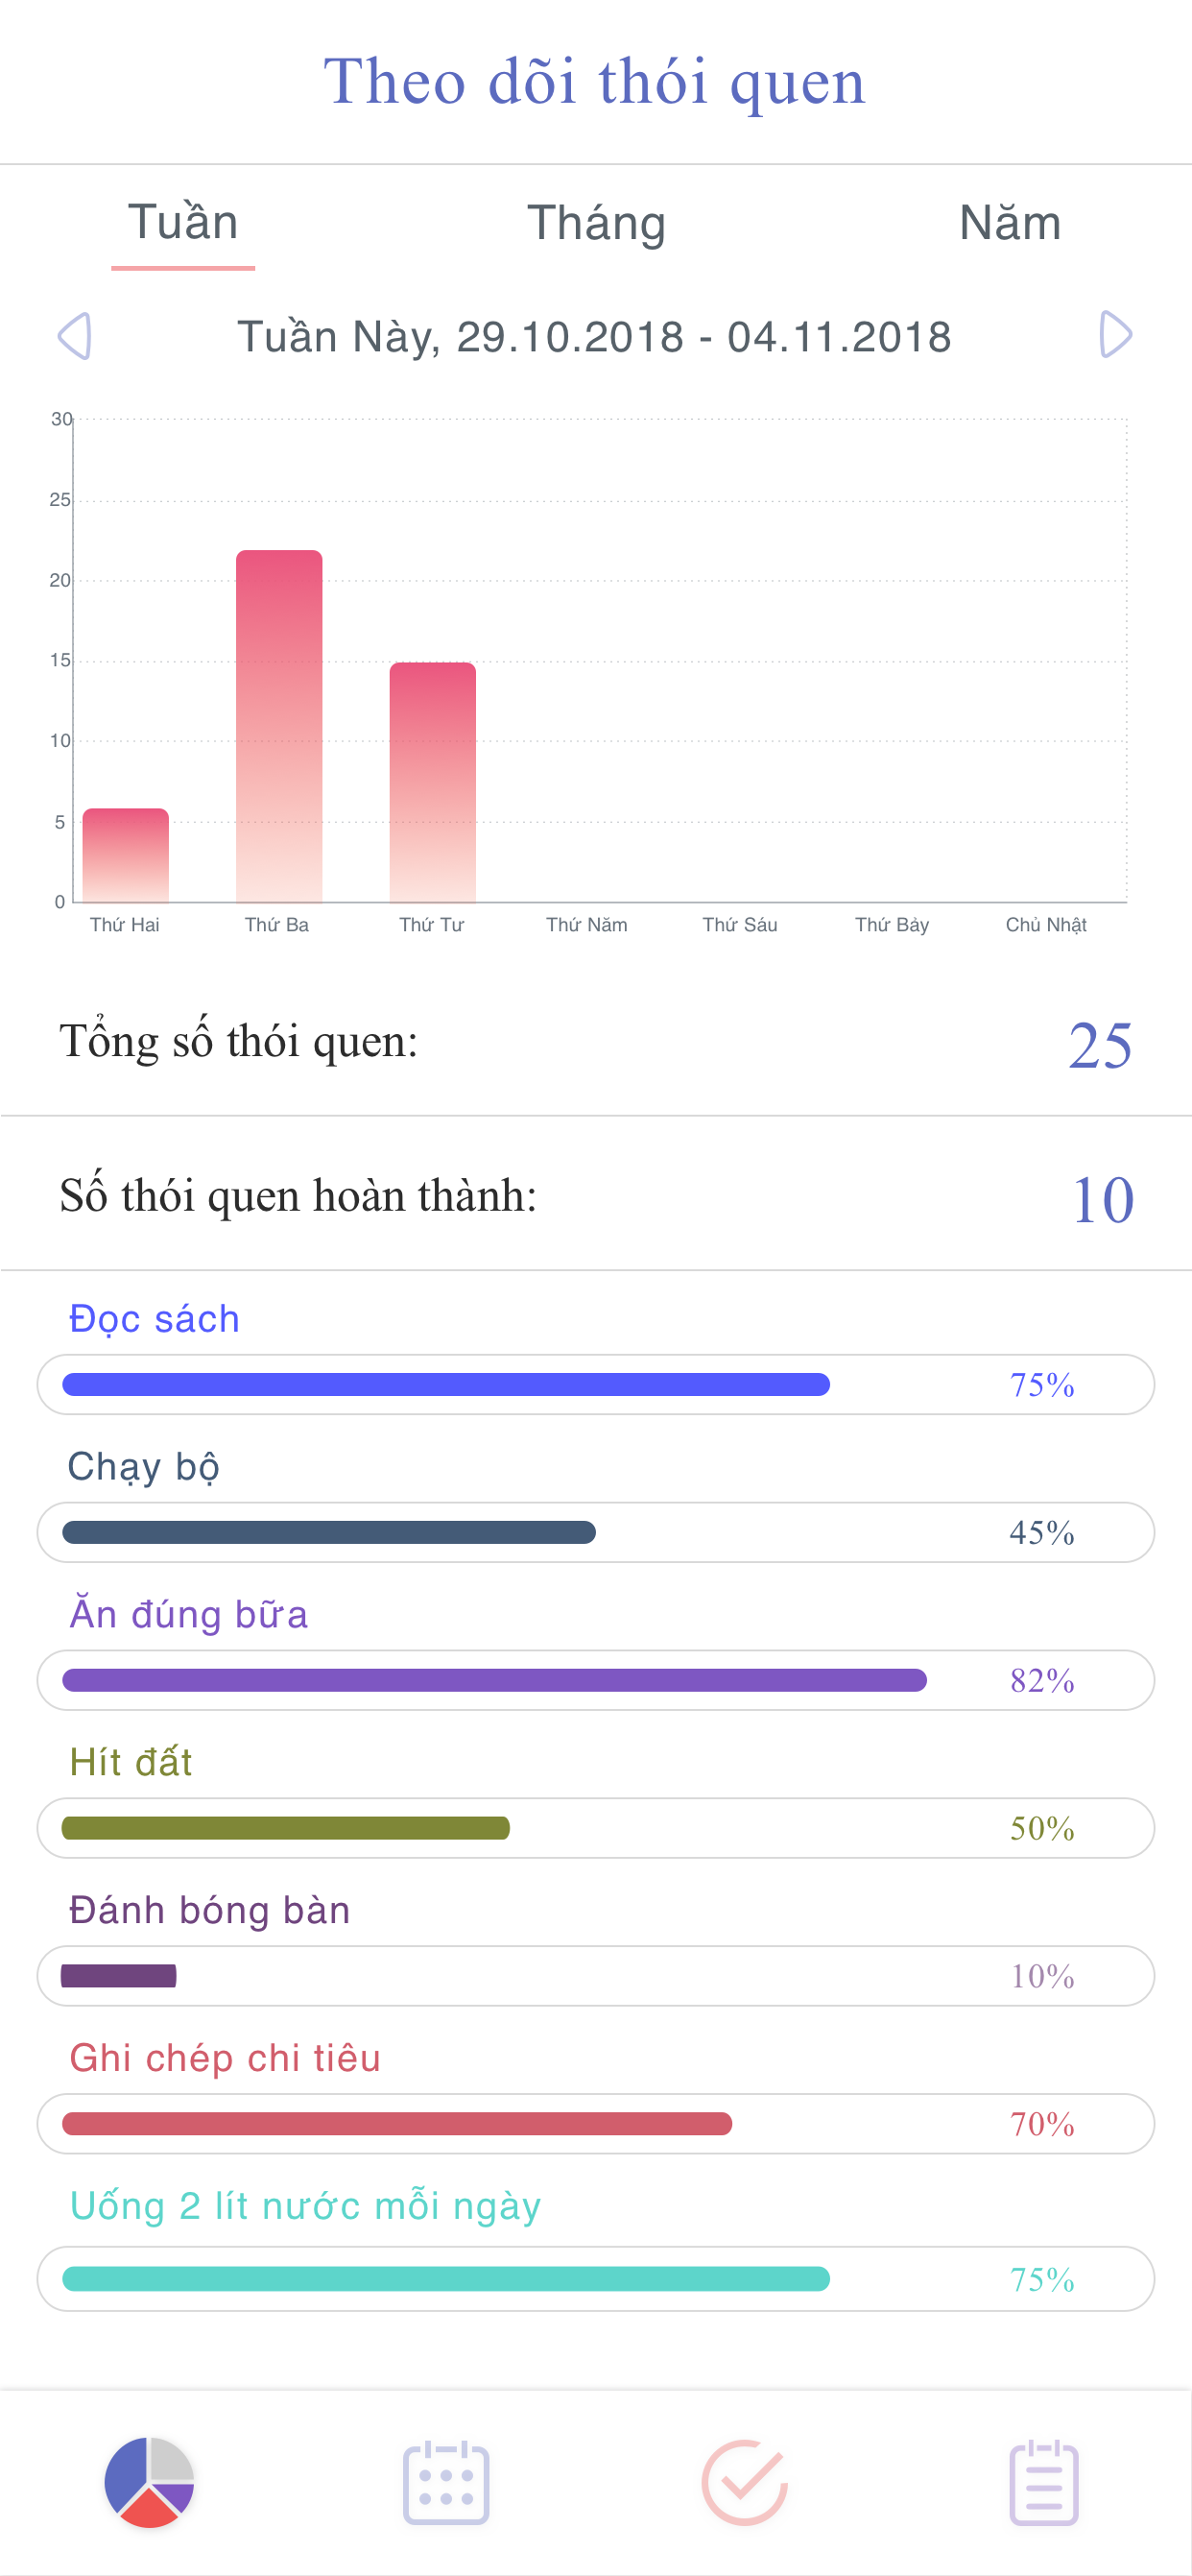 Theo dõi thói quen
Tuần Tháng Năm
Tuần Này, 29.10.2018 - 04.11.2018
30
25
20
15
10
5
0
Thứ Hai Thứ Ba Thứ Tư Thứ Năm Thứ Sáu Thứ Bảy Chủ Nhật
Tổng số thói quen: 25
Số thói quen hoàn thành: 10
Đọc sách
75%
Chạy bộ
45%
Ăn đúng bữa
82%
Hít đất
50%
Đánh bóng bàn
10%
Ghi chép chi tiêu
70%
Uống 2 lít nước mỗi ngày
75%